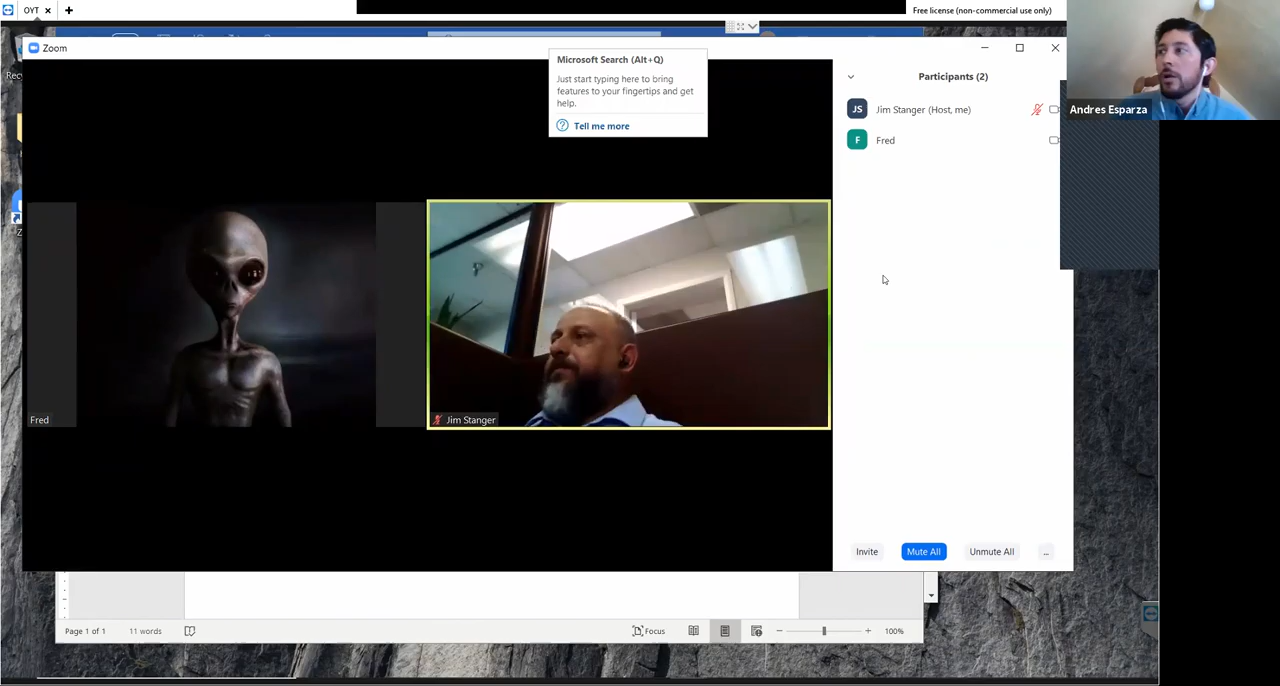 OYT
Free license (non-commercial use only)
Andres Esparza
Recy
Zoom
Microsoft Search (Alt+Q)
Just start typing here to bring
features to your fingertips and get
help.
Tell me more
Participants (2)
JS
Jim Stanger (Host, me)
F
Fred
Z
Fred
Jim Stanger
Invite
Mute All
Unmute All
...
Page 1 of 1
11 words
Focus
100%